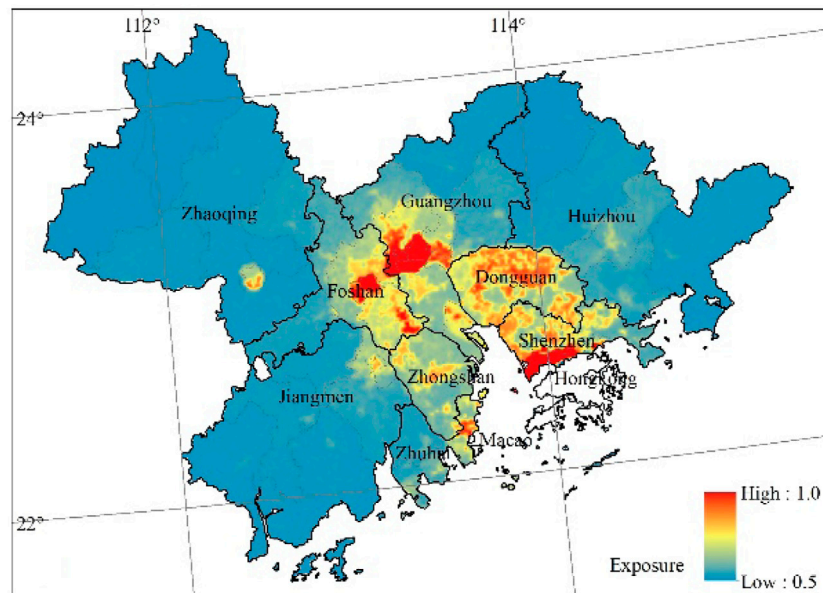 112°
114°
24°
Guangzhou
Zhaoqing
Huizhou
Dongguan
Foshan
Shenzhen
Zhongshan
Hongkong
Jiangmen
Macao
Zhuhai
High : 1.0
22°
Exposure
Low : 0.5